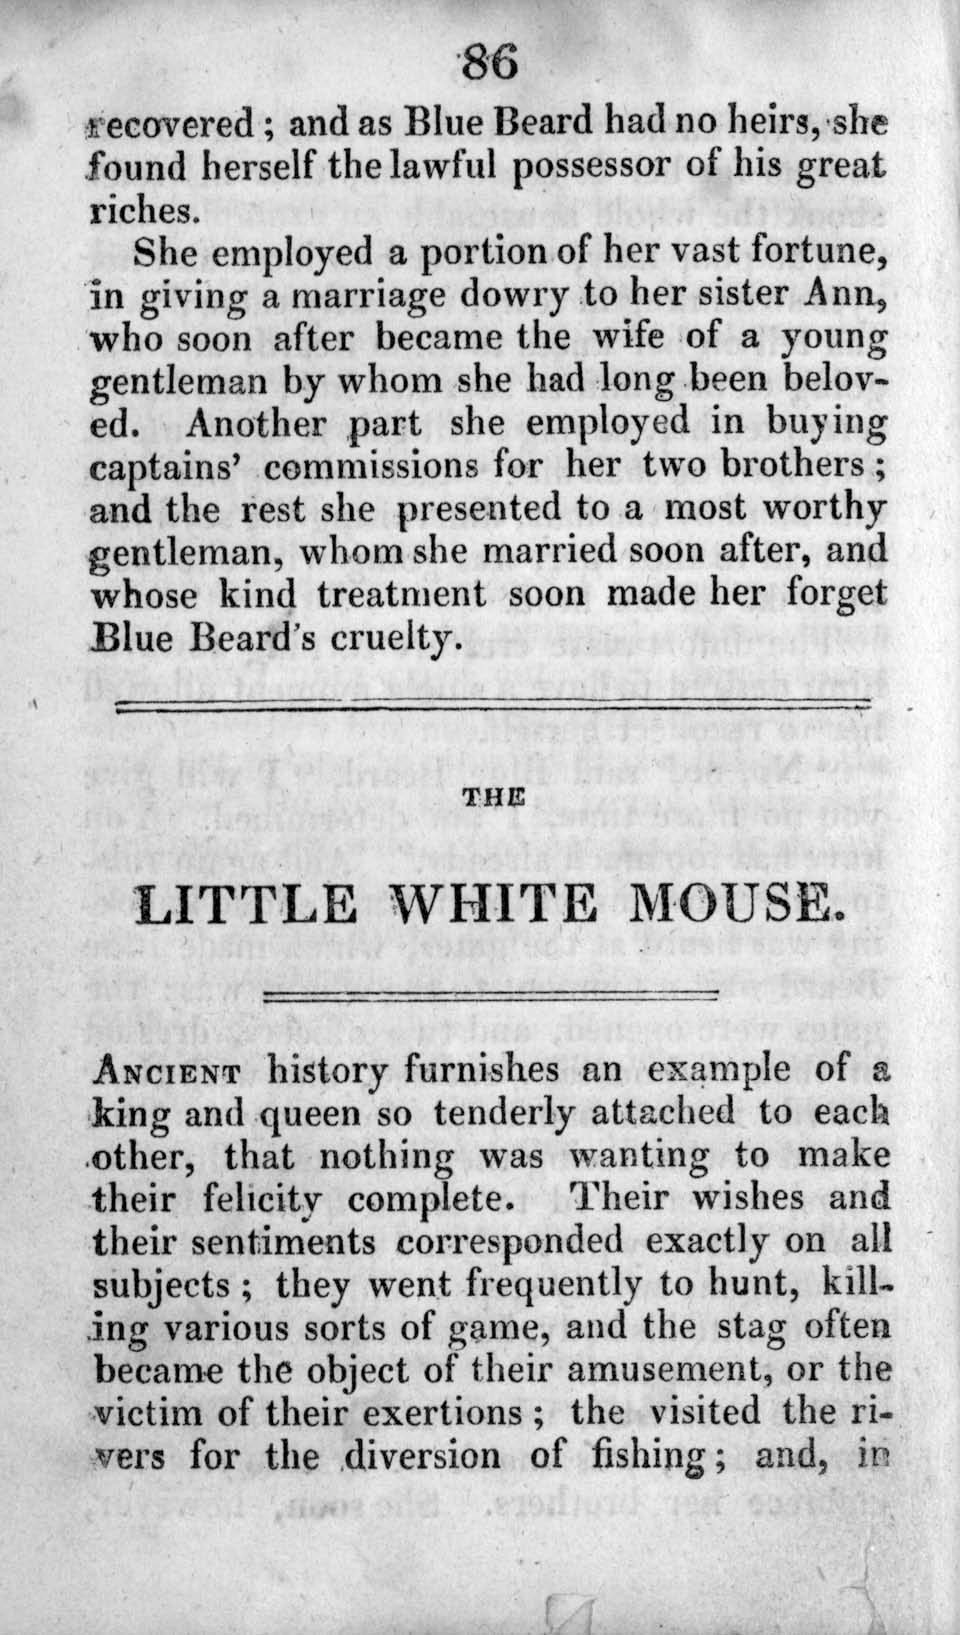 86
recovered; and as Blue Beard had no heirs, she
found herself the lawful possessor of his great
riches.
She employed a portion of her vast fortune,
in giving a marriage dowry to her sister Ann,
who soon after became the wife of a young
gentleman by whom she had long been belov-
ed. Another part she employed in buying
captains' commissions for her two brothers;
and the rest she presented to a most worthy
gentleman, whom she married soon after, and
whose kind treatment soon made her forget
Blue Beard's cruelty.
THE
LITTLE WHITE MOUSE.
ANCIENT history furnishes an example of a
king and queen so tenderly attached to each
other, that nothing was wanting to make
their felicity complete. Their wishes and
their sentiments corresponded exactly on all
subjects; they went frequently to hunt, kill-
ing various sorts of game, and the stag often
became the object of their amusement, or the
victim of their exertions; the visited the ri-
vers for the diversion of fishing; and, in